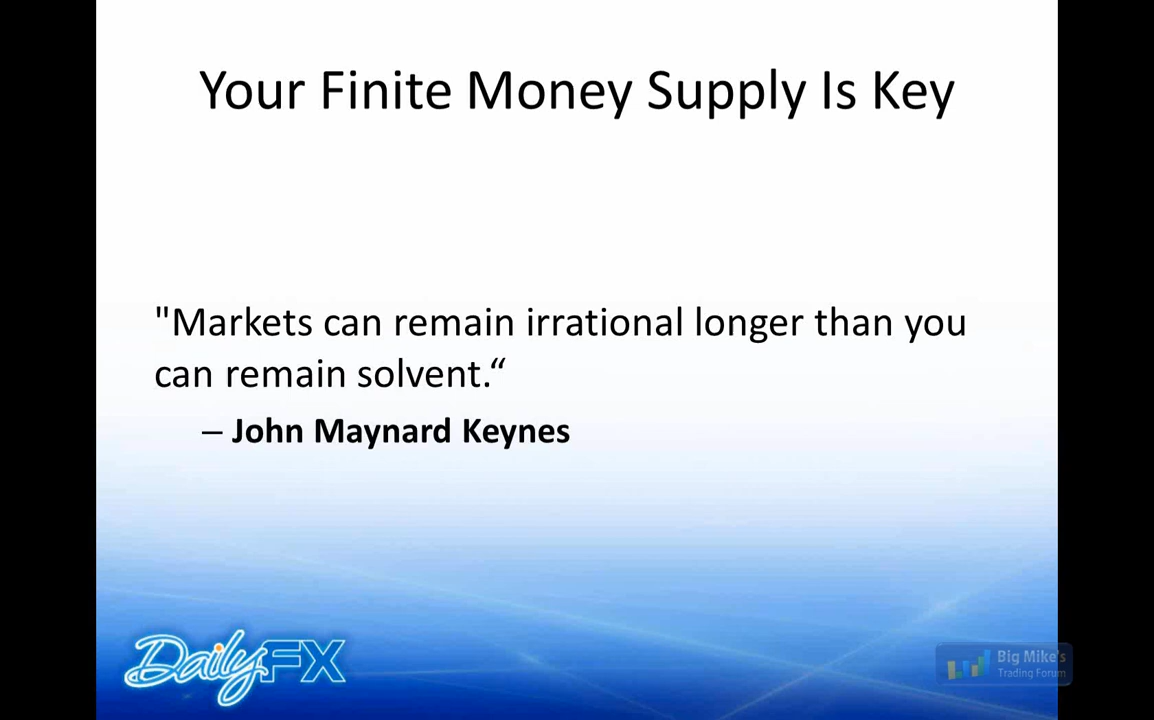 Your Finite Money Supply Is Key
"Markets can remain irrational longer than you
can remain solvent.“
– John Maynard Keynes
DailyFX
Big Mike's
Trading Forum